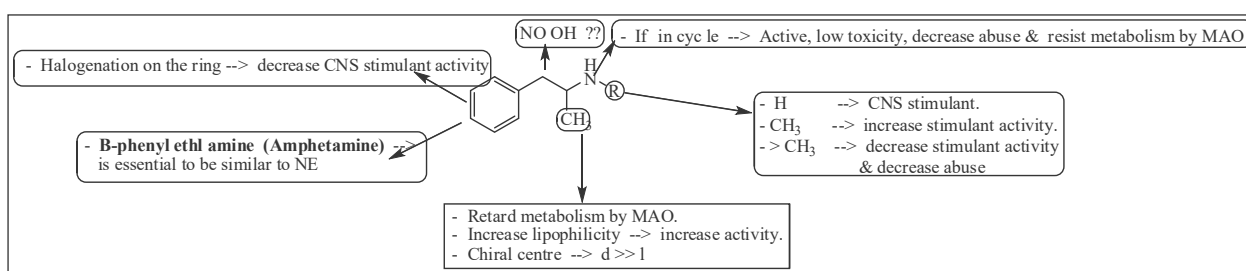 NO OH ??
- If in cyc le --> Active, low toxicity, decrease abuse & resist metabolism by MAO
- Halogenation on the ring --> decrease CNS stimulant activity
H
N
R
CH3
- H --> CNS stimulant.
- CH3 --> increase stimulant activity.
- > CH3 --> decrease stimulant activity
& decrease abuse
- B-phenyl ethl amine (Amphetamine) -->
is essential to be similar to NE
- Retard metabolism by MAO.
- Increase lipophilicity --> increase activity.
- Chiral centre --> d >> l